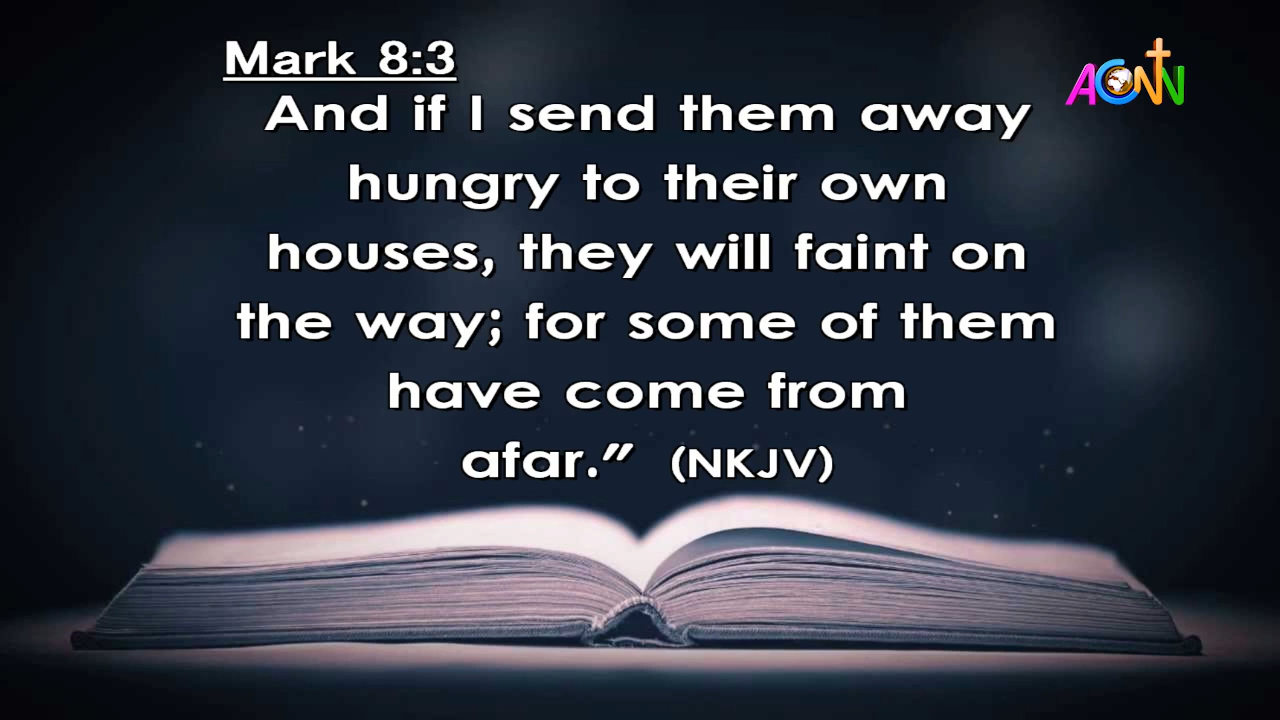 Mark 8:3
ACNN
And if I send them away
hungry to their own
houses, they will faint on
the way; for some of them
have come from
afar.” (NKJV)